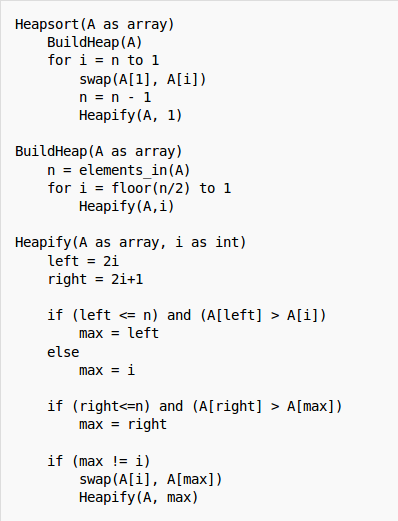 Heapsort(A as array)
    BuildHeap(A)
    for i = n to 1
        swap(A[1], A[i])
        n = n - 1
        Heapify(A, 1)

BuildHeap(A as array)
    n = elements_in(A)
    for i = floor(n/2) to 1
        Heapify(A,i)

Heapify(A as array, i as int)
    left = 2i
    right = 2i+1

    if (left <= n) and (A[left] > A[i])
        max = left
    else
        max = i

    if (right<=n) and (A[right] > A[max])
        max = right

    if (max != i)
        swap(A[i], A[max])
        Heapify(A, max)